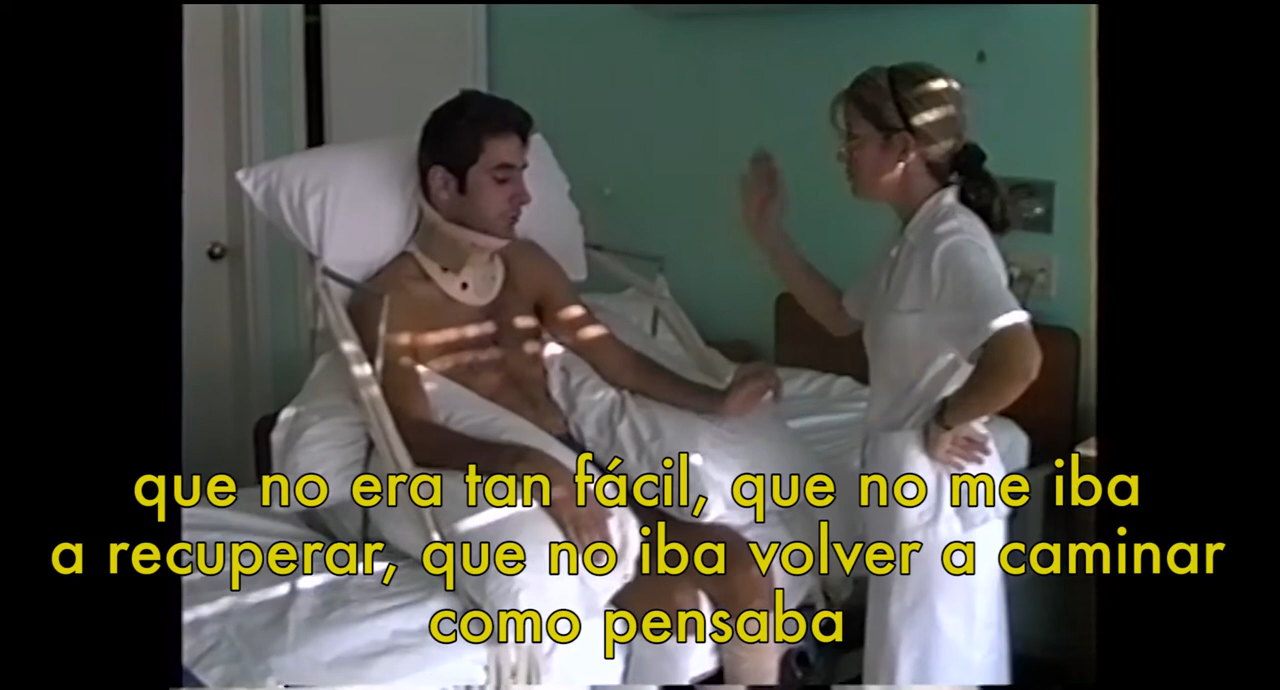 que no era tan fácil, que no me iba
a recuperar, que no iba volver a caminar
como pensaba